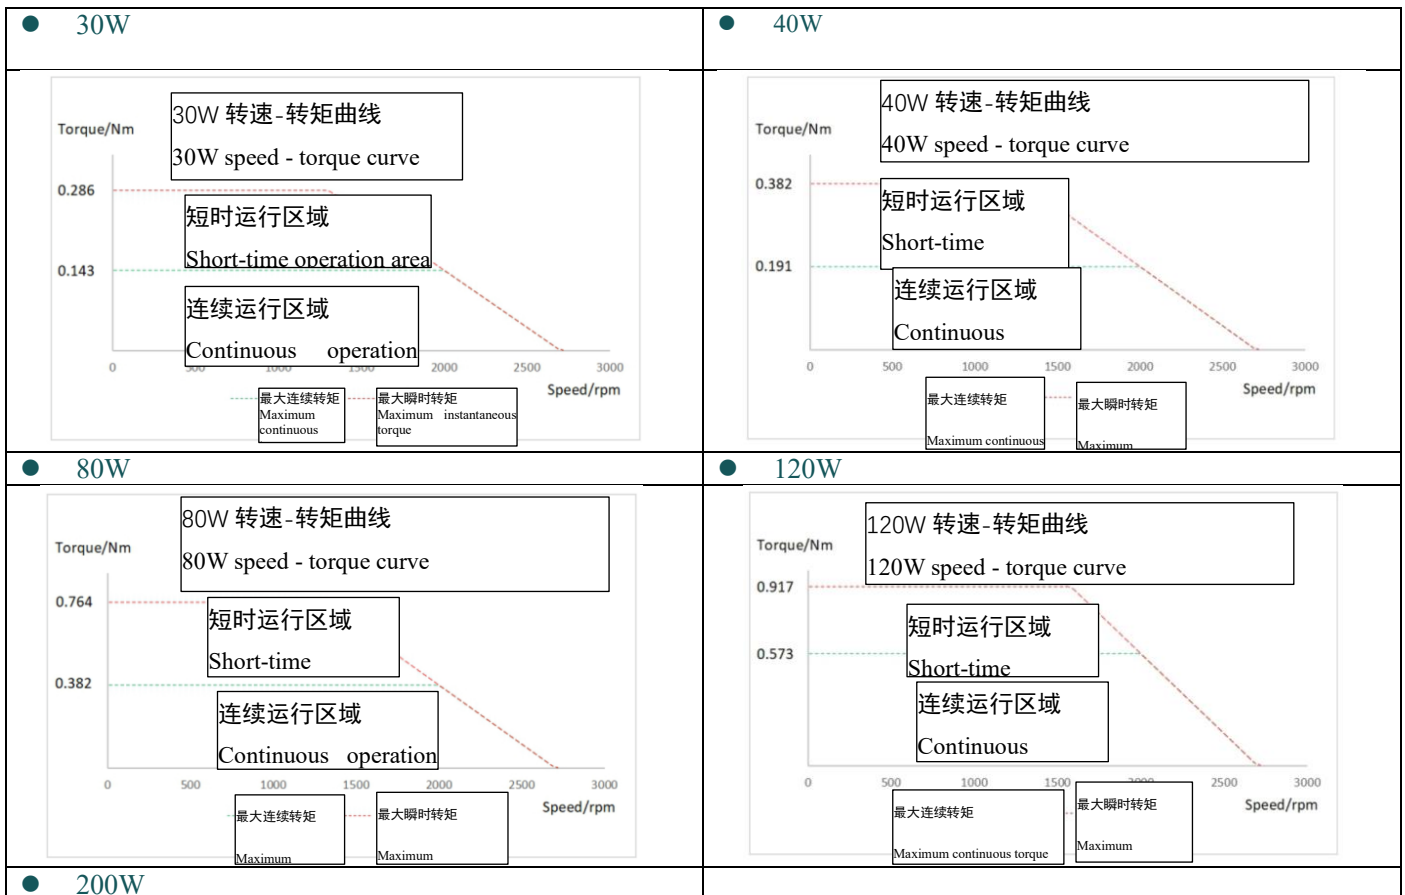 30W
40W
30W 转速-转矩曲线
30W speed - torque curve
Torque/Nm
0.286
0.143
短时运行区域
Short-time operation area
连续运行区域
Continuous operation
0
500
1000
1500
2000
2500
3000
Speed/rpm
最大连续转矩
Maximum
continuous
最大瞬时转矩
Maximum instantaneous
torque
40W 转速-转矩曲线
40W speed - torque curve
Torque/Nm
0.382
0.191
短时运行区域
Short-time
连续运行区域
Continuous
0
500
1000
1500
2000
2500
3000
Speed/rpm
最大连续转矩
Maximum continuous
最大瞬时转矩
Maximum
80W
120W
80W 转速-转矩曲线
80W speed - torque curve
Torque/Nm
0.764
0.382
短时运行区域
Short-time
连续运行区域
Continuous operation
0
500
1000
1500
2000
2500
3000
Speed/rpm
最大连续转矩
Maximum
最大瞬时转矩
Maximum
120W 转速-转矩曲线
120W speed - torque curve
Torque/Nm
0.917
0.573
短时运行区域
Short-time
连续运行区域
Continuous
0
500
1000
1500
2000
2500
3000
Speed/rpm
最大连续转矩
Maximum continuous torque
最大瞬时转矩
Maximum
200W